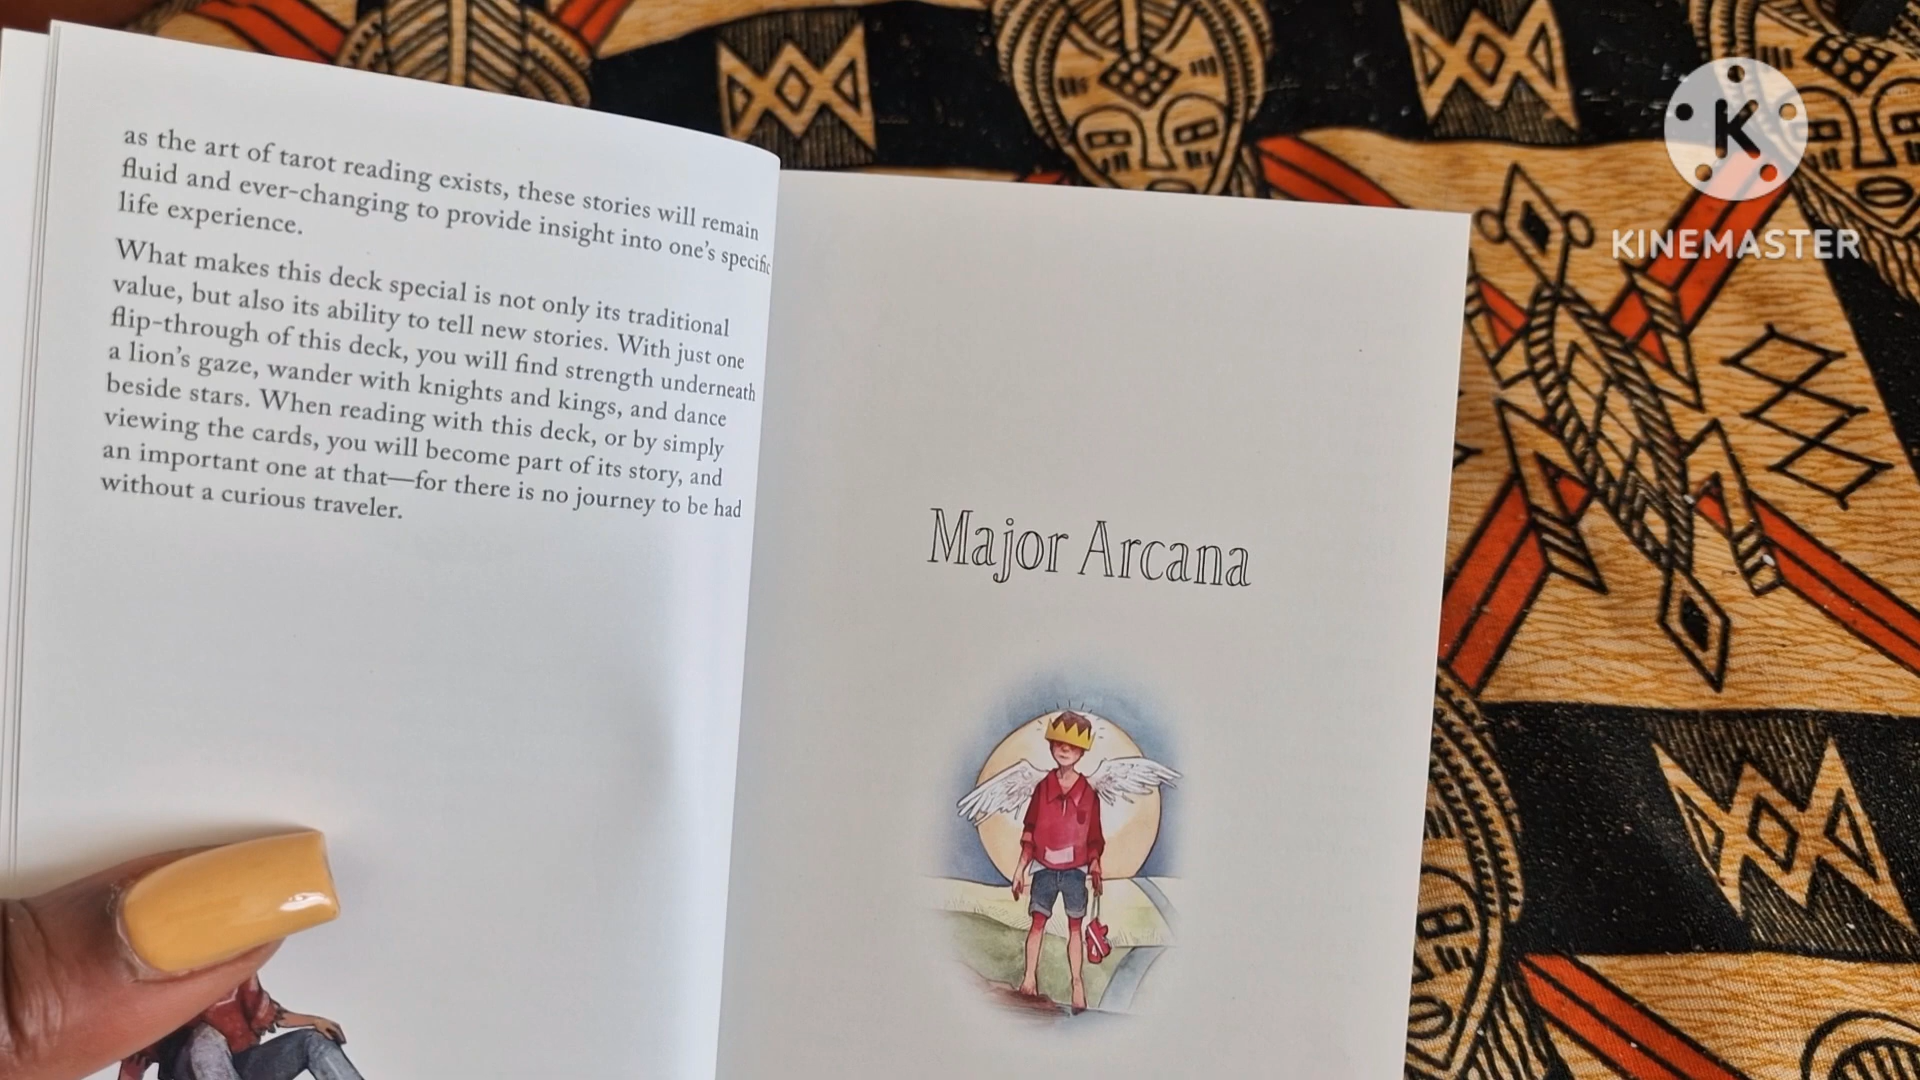 as the art of tarot reading exists, these stories will remain
fluid and ever-changing to provide insight into one's specific
life experience.
What makes this deck special is not only its traditional
value, but also its ability to tell new stories. With just one
flip-through of this deck, you will find strength underneath
a lion's gaze, wander with knights and kings, and dance
beside stars. When reading with this deck, or by simply
viewing the cards, you will become part of its story, and
an important one at that—for there is no journey to be had
without a curious traveler.
Major Arcana
K
KINEMASTER